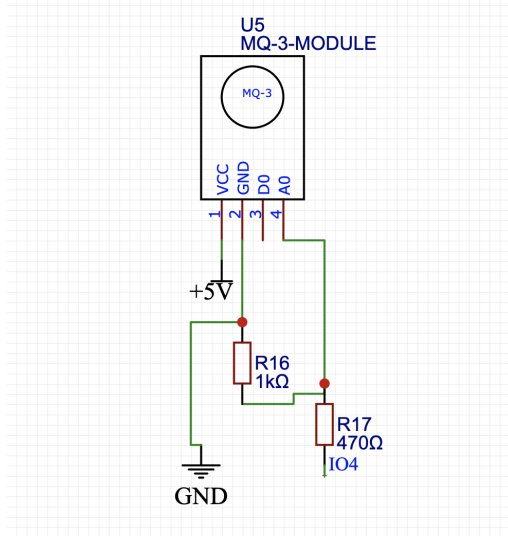 U5
MQ-3-MODULE
MQ-3
VCC
GND
D0
A0
1
2
3
4
+5V
R16
1kΩ
R17
470Ω
IO4
GND